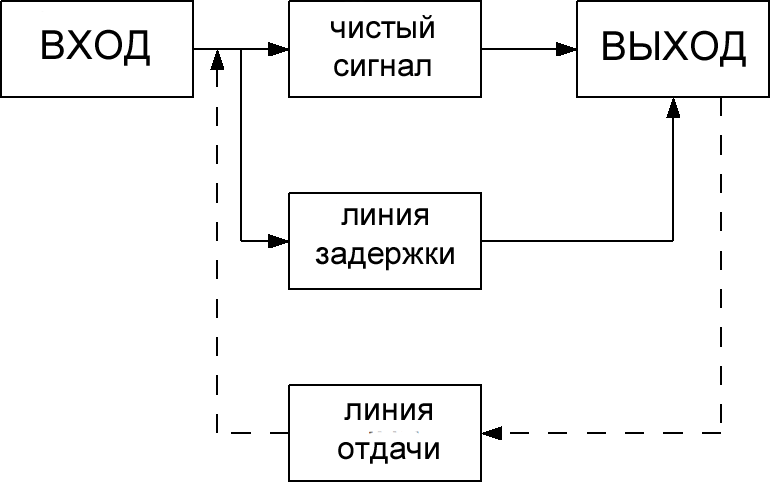 ВХОД
чистый
сигнал
ВЫХОД
линия
задержки
линия
отдачи